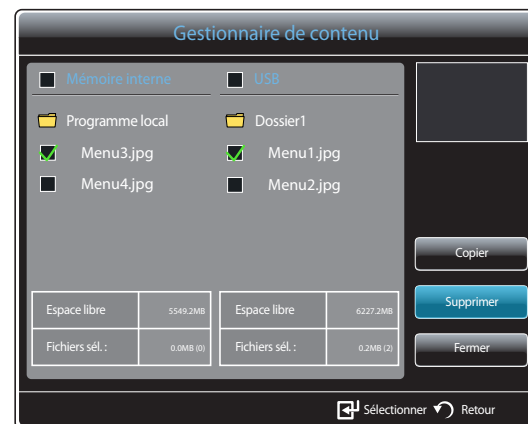 Gestionnaire de contenu
Mémoire interne USB
Programme local Dossier1
Menu3.jpg Menu1.jpg
Menu4.jpg Menu2.jpg
Copier
Espace libre 5549.2MB Espace libre 6227.2MB
Supprimer
Fichiers sél. : 0.0MB (0) Fichiers sél. : 0.2MB (2)
Fermer
Sélectionner Retour